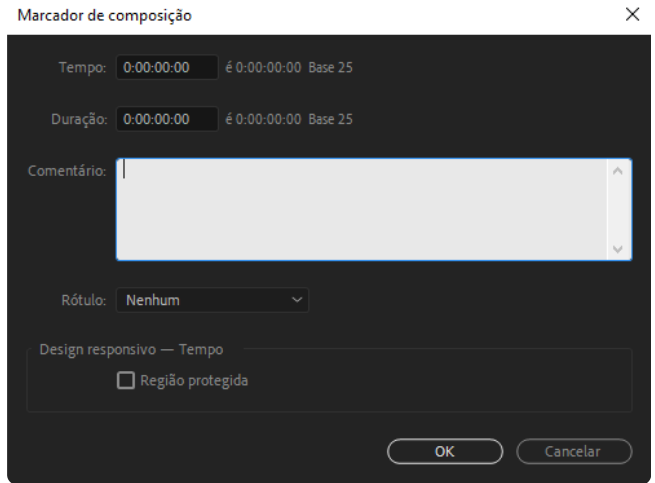 Marcador de composição
Tempo: 0:00:00:00 é 0:00:00:00 Base 25
Duração: 0:00:00:00 é 0:00:00:00 Base 25
Comentário:
Rótulo: Nenhum
Design responsivo — Tempo
Região protegida
OK Cancelar